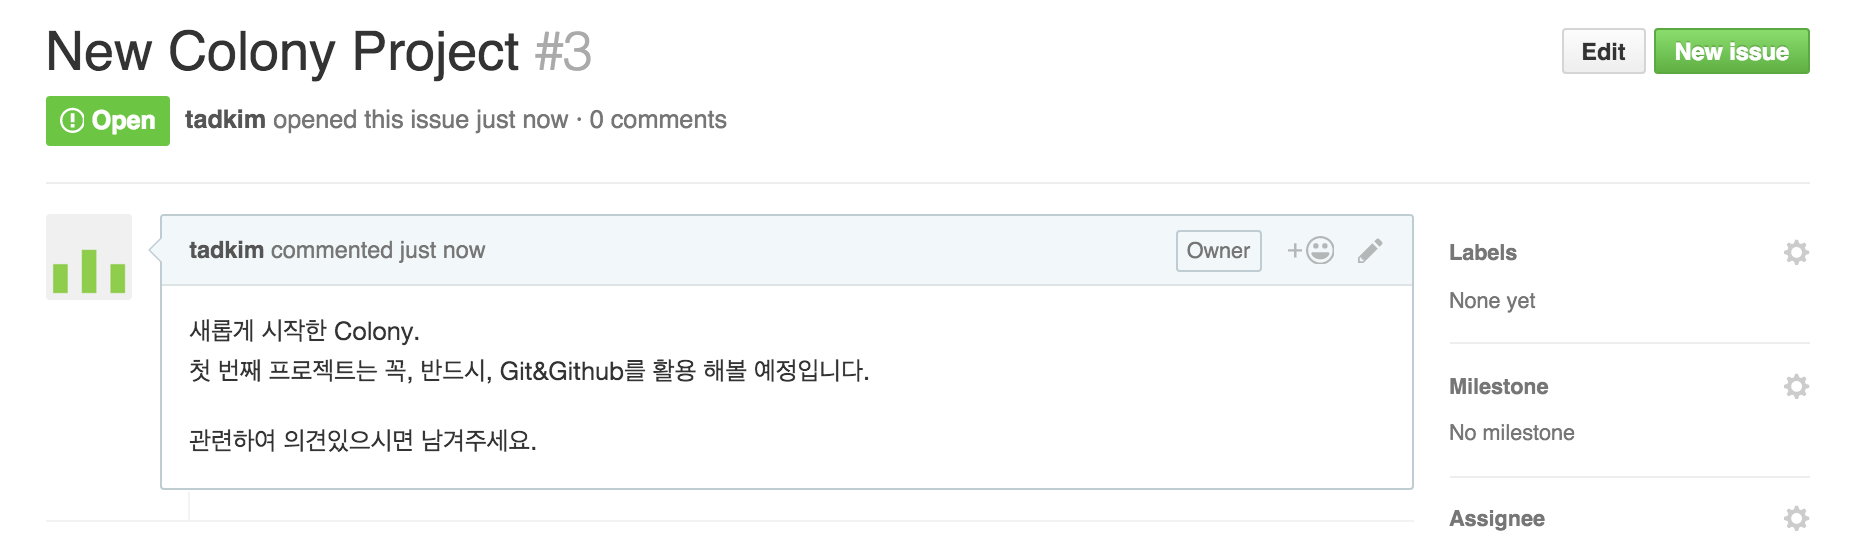 New Colony Project #3
Edit
New issue
Open
tadkim opened this issue just now · 0 comments
tadkim commented just now
Owner
+
새롭게 시작한 Colony.
첫 번째 프로젝트는 꼭, 반드시, Git&Github를 활용 해볼 예정입니다.
관련하여 의견있으시면 남겨주세요.
Labels
None yet
Milestone
No milestone
Assignee